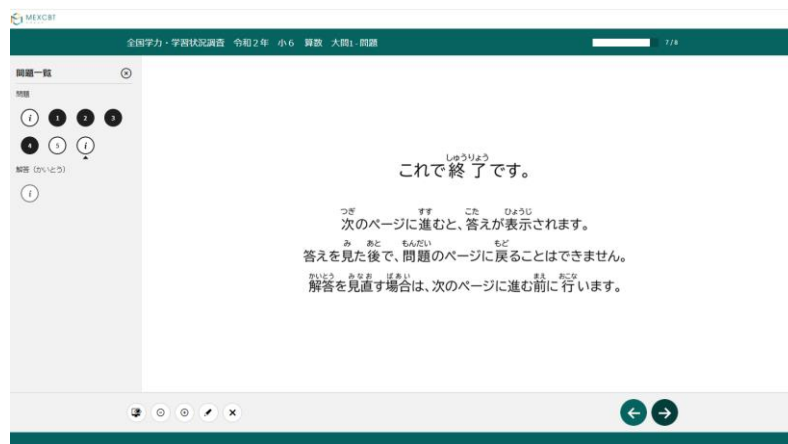 MEXCBT
全国学力・学習状況調査 令和2年 小6 算数 大問1-問題
7/8
問題一覧
問題
i 1 2 3
4 5 i
解答（かいとう）
i
これで終了です。
しゅうりょう
次のページに進むと、答えが表示されます。
つぎ すす こた ひょうじ
答えを見た後で、問題のページに戻ることはできません。
み あと もんだい もど
解答を見直す場合は、次のページに進む前に行います。
かいとう みなお ばあい まえ おこな